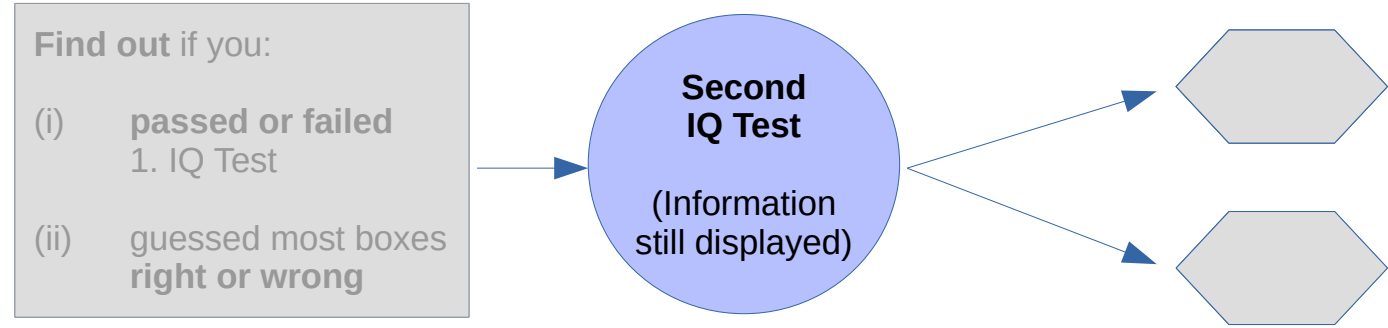 Find out if you:
(i) passed or failed
1. IQ Test
(ii) guessed most boxes
right or wrong
Second
IQ Test
(Information
still displayed)